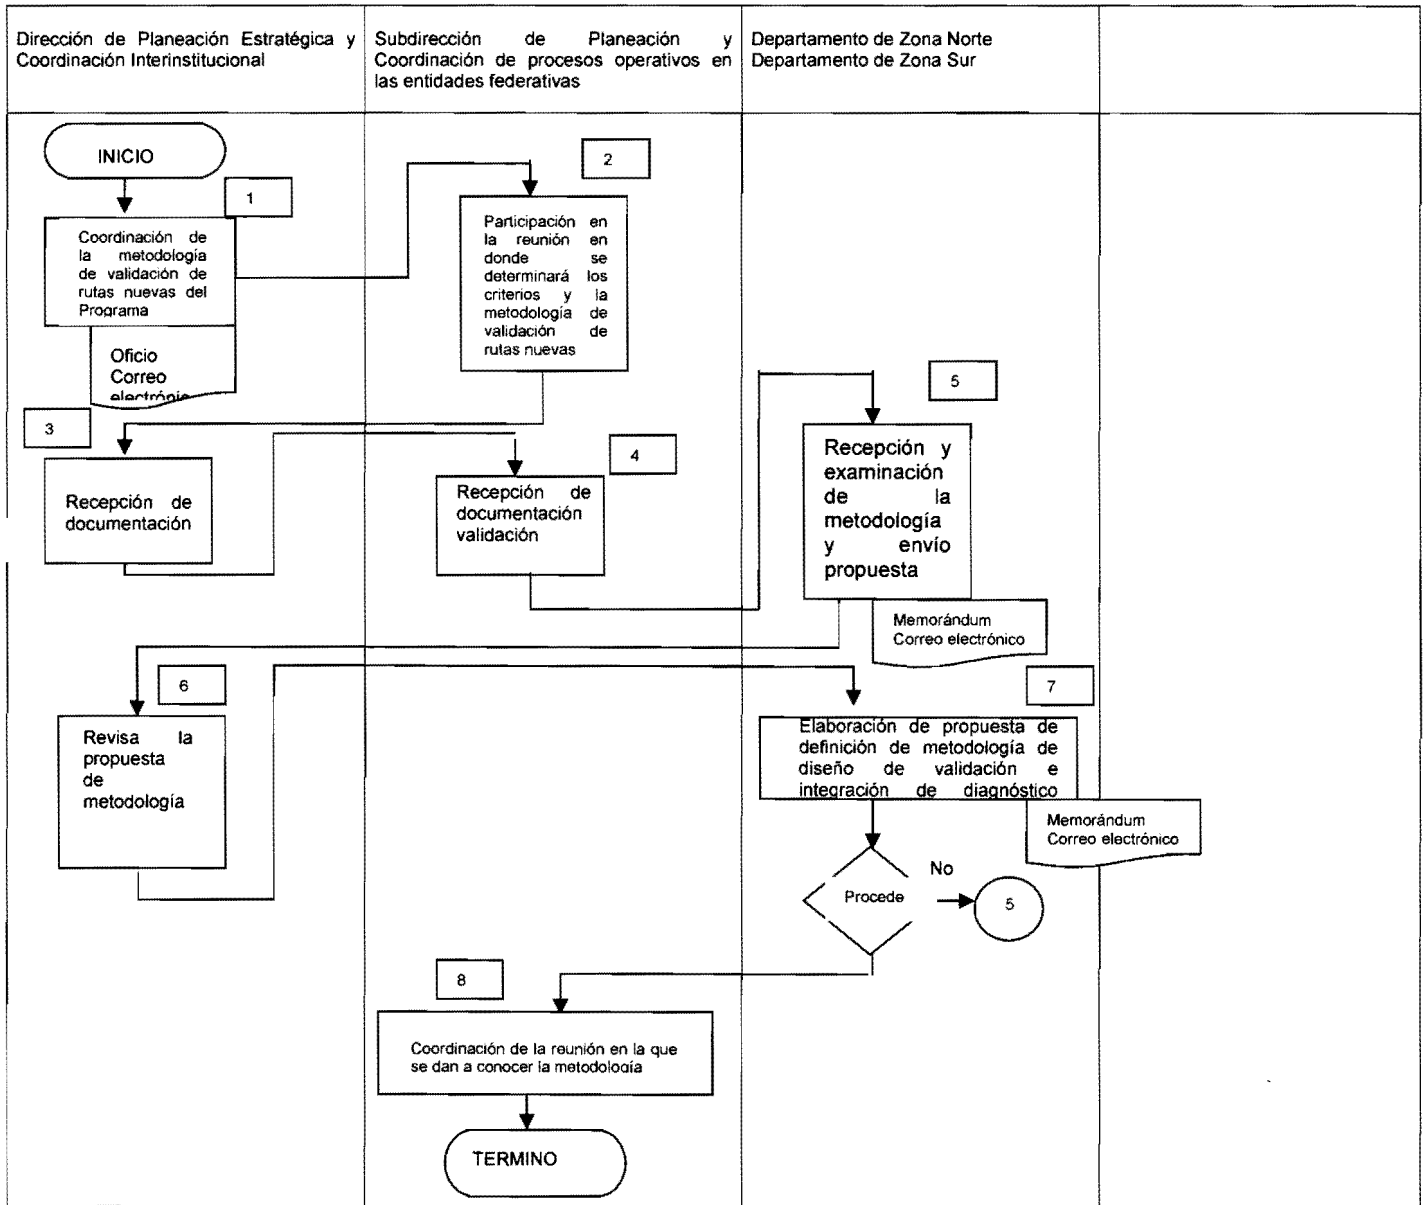 Dirección de Planeación Estratégica y
Coordinación Interinstitucional
Subdirección de Planeación y
Coordinación de procesos operativos en
las entidades federativas
Departamento de Zona Norte
Departamento de Zona Sur
INICIO
1
Coordinación de
la metodología
de validación de
rutas nuevas del
Programa
Oficio
Correo
2
Participación en
la reunión en
donde se
determinará los
criterios y la
metodología de
validación de
rutas nuevas
3
Recepción de
documentación
4
Recepción de
documentación
validación
5
Recepción y
examinación
de la
metodología
y envío
propuesta
Memorándum
Correo electrónico
6
Revisa la
propuesta
de
metodología
7
Elaboración de propuesta de
definición de metodología de
diseño de validación e
integración de diagnóstico
Memorándum
Correo electrónico
Procede
No
5
8
Coordinación de la reunión en la que
se dan a conocer la metodología
TERMINO